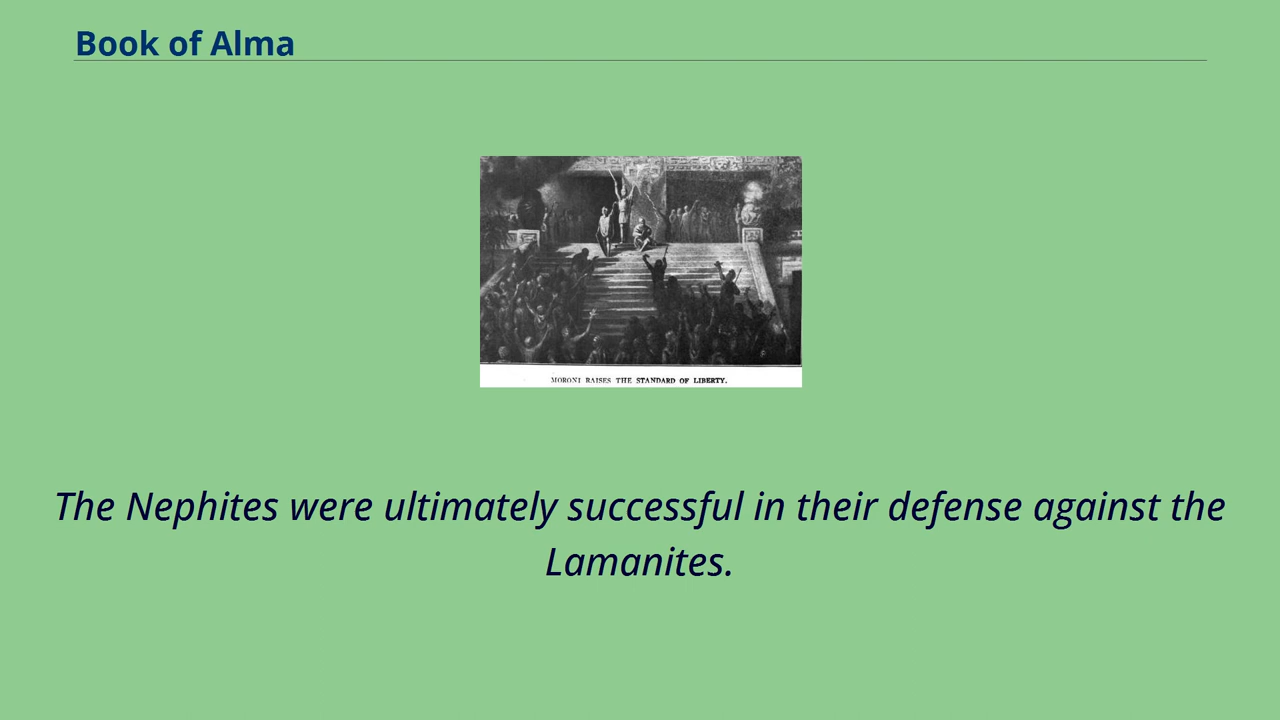 Book of Alma
MORONI RAISES THE STANDARD OF LIBERTY.
The Nephites were ultimately successful in their defense against the
Lamanites.